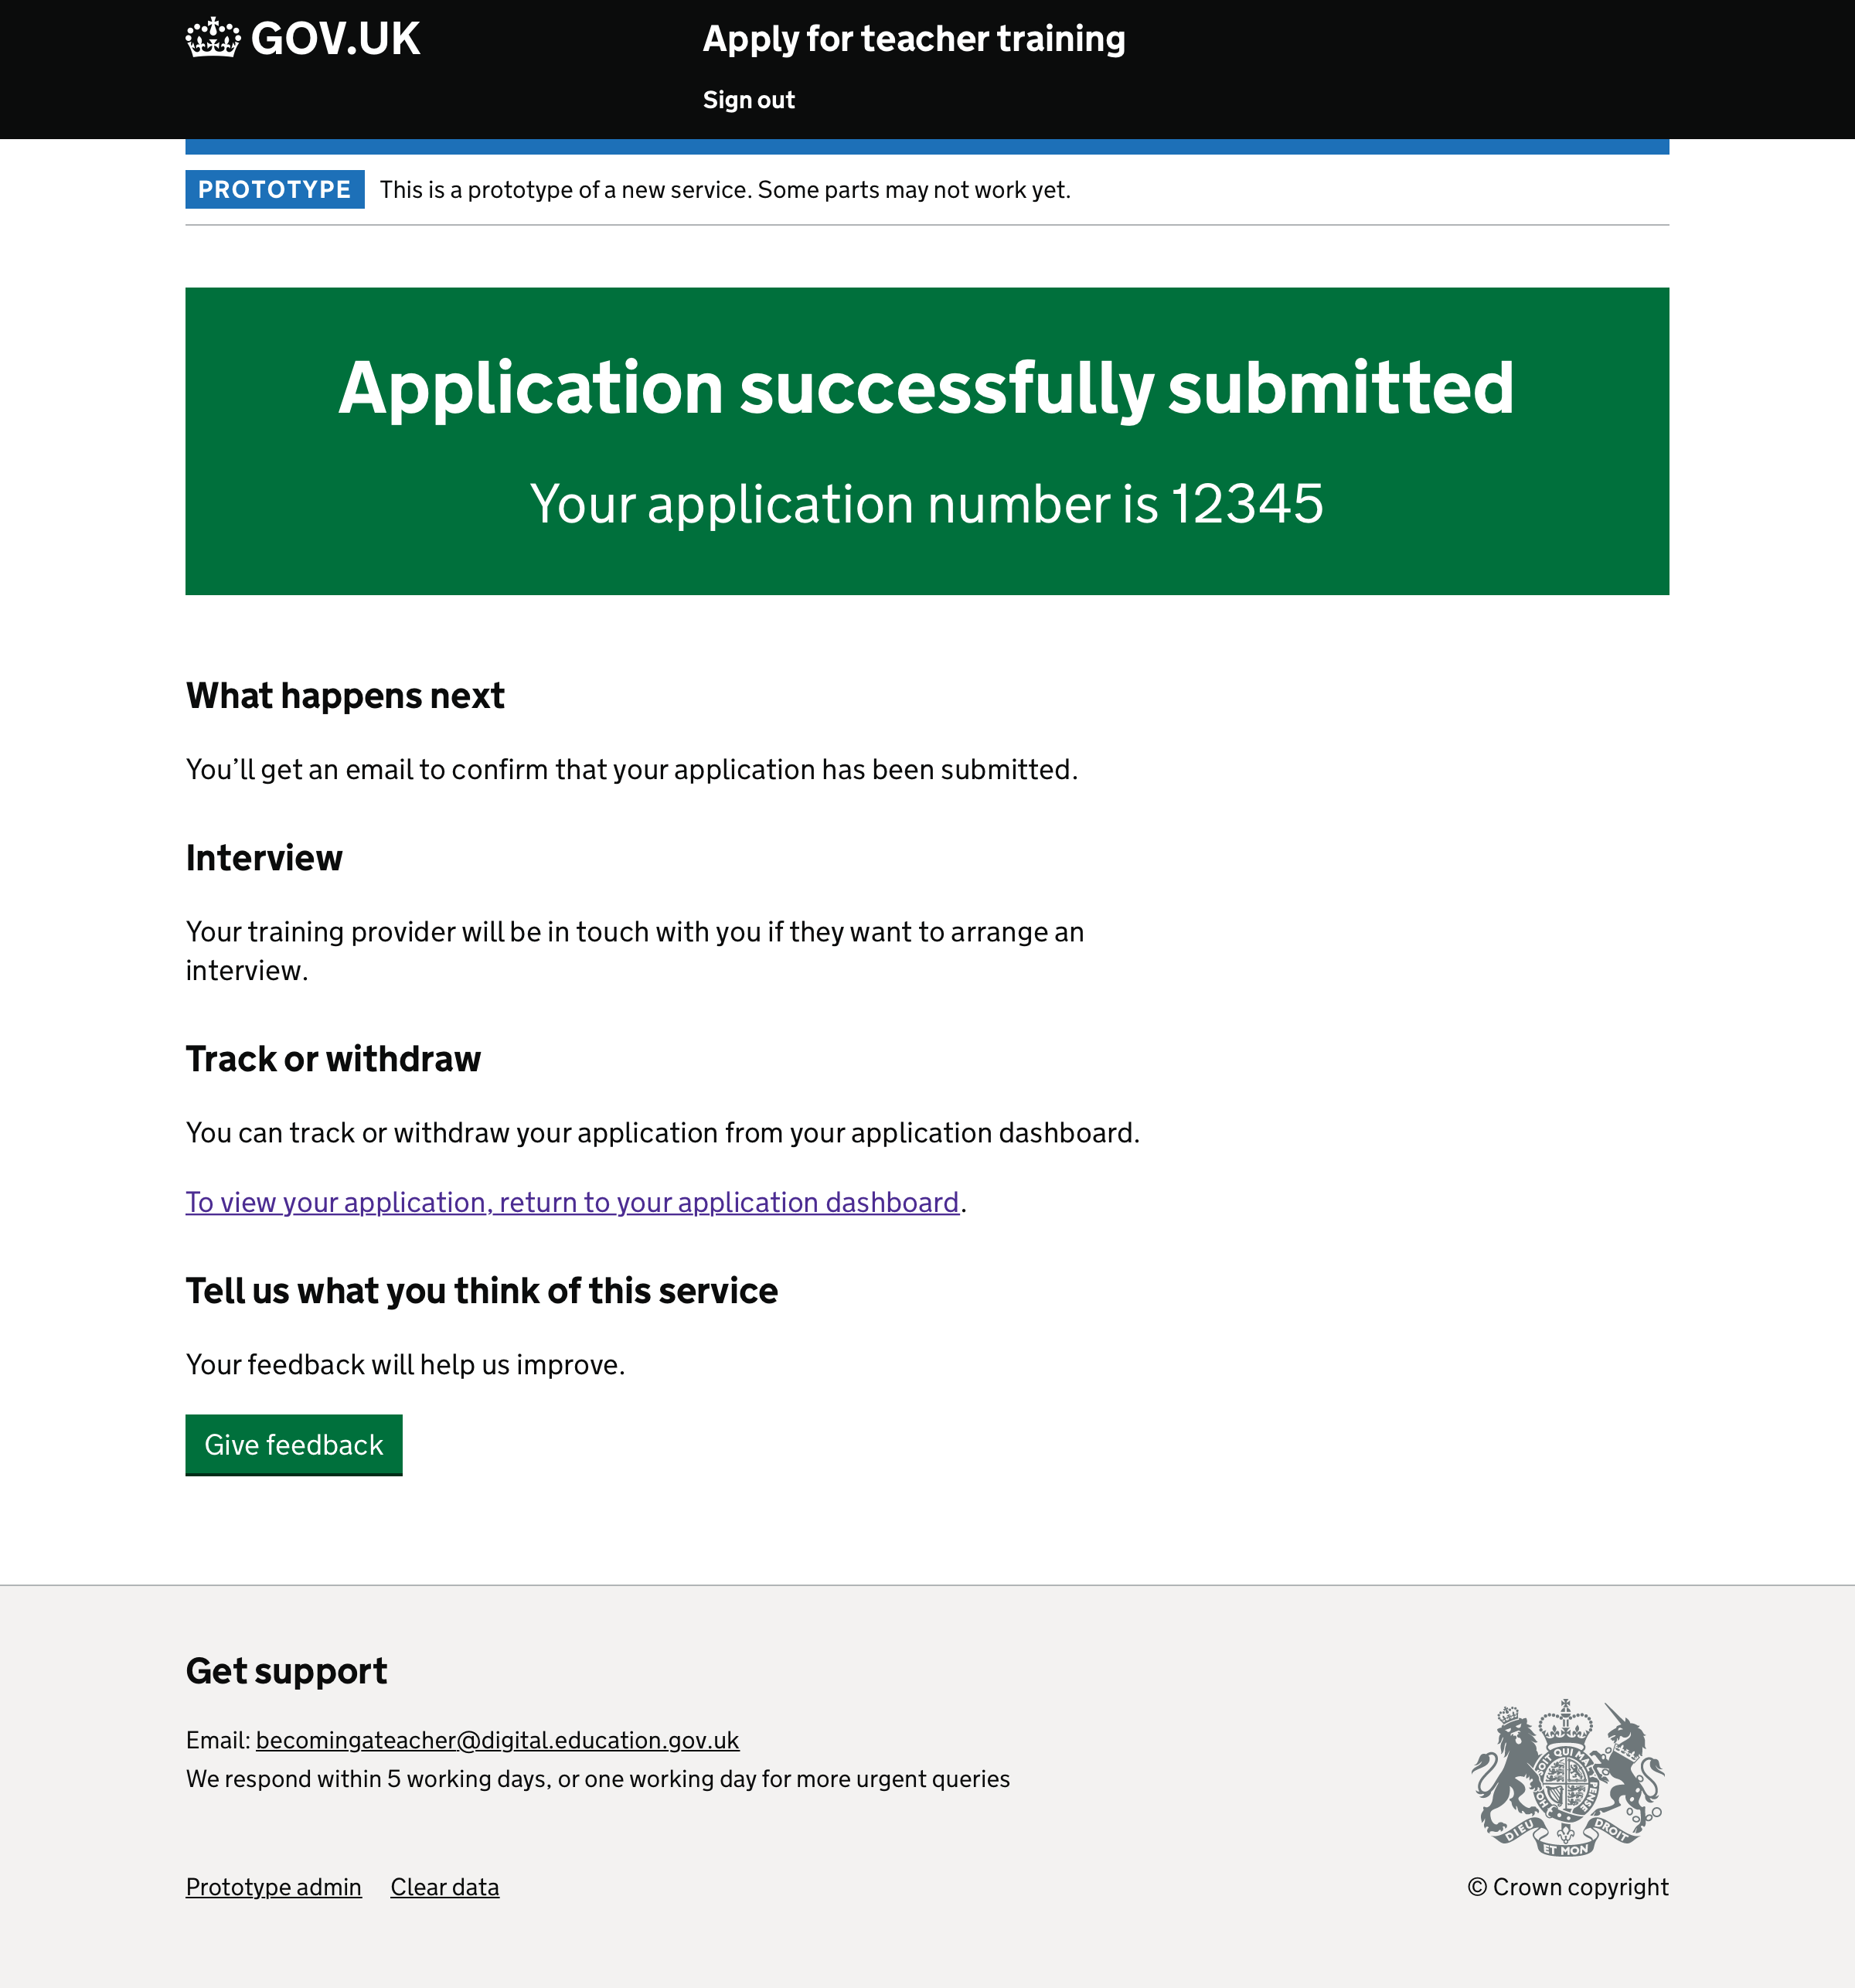 GOV.UK
Apply for teacher training
Sign out
PROTOTYPE This is a prototype of a new service. Some parts may not work yet.
Application successfully submitted
Your application number is 12345
What happens next
You’ll get an email to confirm that your application has been submitted.
Interview
Your training provider will be in touch with you if they want to arrange an
interview.
Track or withdraw
You can track or withdraw your application from your application dashboard.
To view your application, return to your application dashboard.
Tell us what you think of this service
Your feedback will help us improve.
Give feedback
Get support
Email: becomingateacher@digital.education.gov.uk
We respond within 5 working days, or one working day for more urgent queries
DIEU ET MON DROIT
Prototype admin Clear data
© Crown copyright